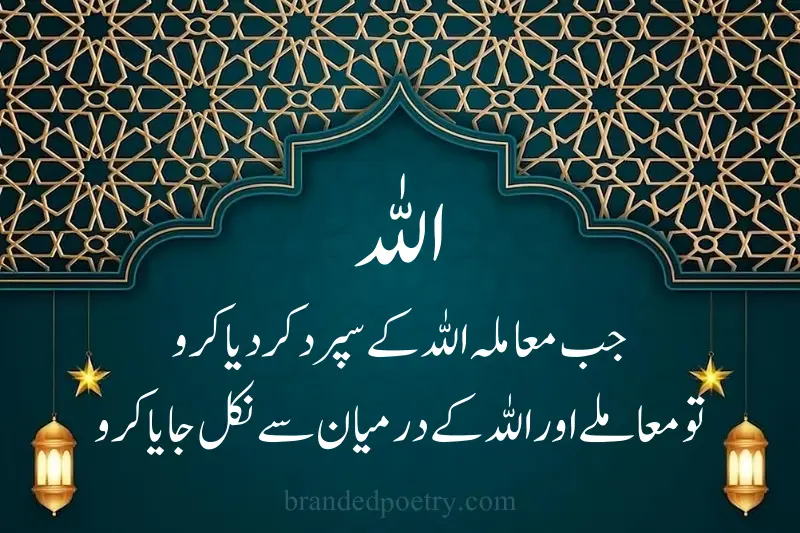 اللہ
جب معاملہ اللہ کے سپرد کر دیا کرو
تو معاملے اور اللہ کے درمیان سے نکل جایا کرو
brandedpoetry.com